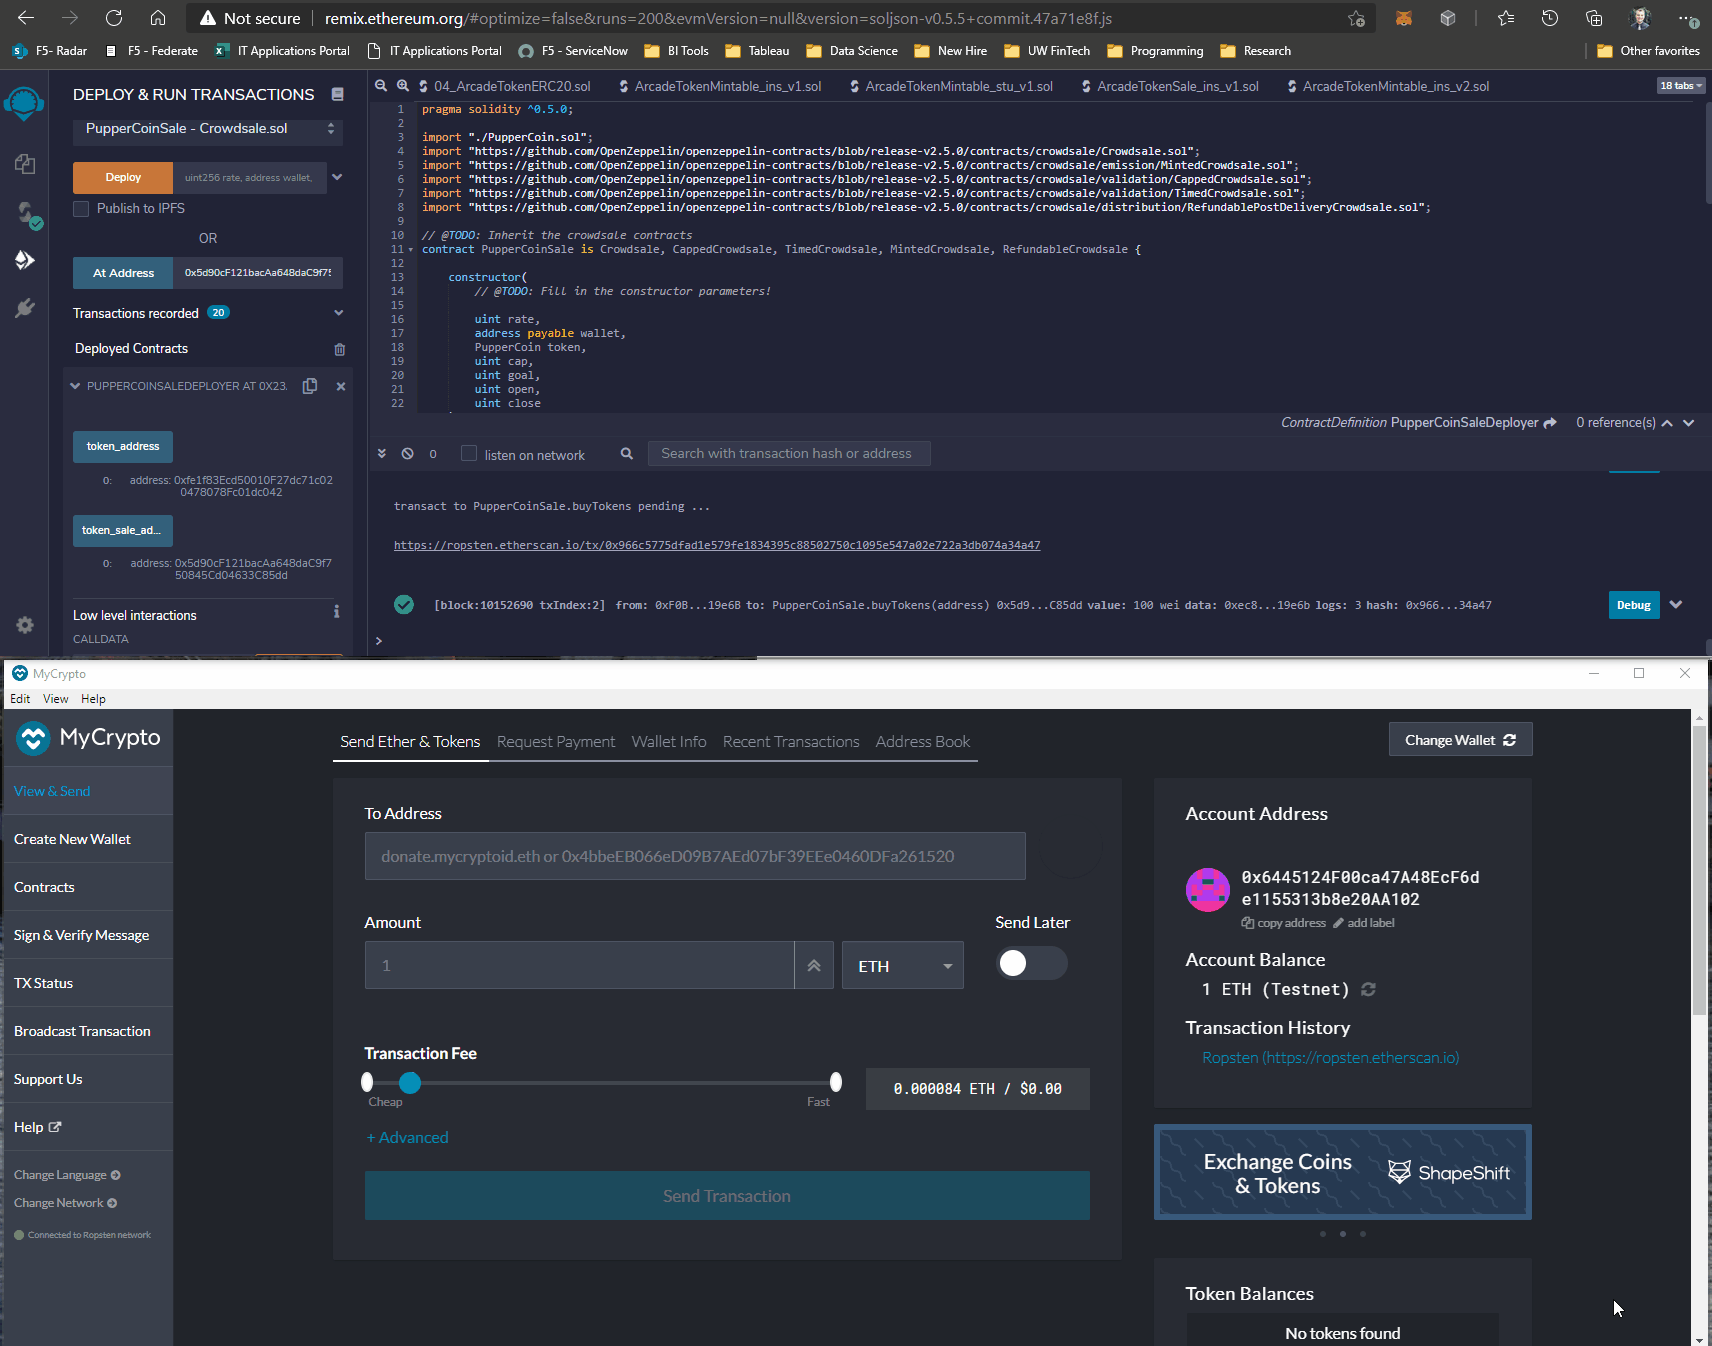 Not secure | remix.ethereum.org/#optimize=false&runs=200&evmVersion=null&version=soljson-v0.5.5+commit.47a71e8f.js
F5- Radar F5 - Federate IT Applications Portal IT Applications Portal F5 - ServiceNow BI Tools Tableau Data Science New Hire UW FinTech Programming Research Other favorites
DEPLOY & RUN TRANSACTIONS
PupperCoinSale - Crowdsale.sol
Deploy uint256 rate, address wallet,
Publish to IPFS
OR
At Address 0x5d90cF121bacAa648daC9f75
Transactions recorded 20
Deployed Contracts
PUPPERCOINSALEDEPLOYER AT 0X23.
token_address
0: address: 0xfe1f83Ecd50010F27dc71c02
0478078Fc01dc042
token_sale_ad...
0: address: 0x5d90cF121bacAa648daC9f7
50845Cd04633C85dd
Low level interactions
CALLDATA
04_ArcadeTokenERC20.sol ArcadeTokenMintable_ins_v1.sol ArcadeTokenMintable_stu_v1.sol ArcadeTokenSale_ins_v1.sol ArcadeTokenMintable_ins_v2.sol 18 tabs
1 pragma solidity ^0.5.0;
2
3 import "./PupperCoin.sol";
4 import "https://github.com/OpenZeppelin/openzeppelin-contracts/blob/release-v2.5.0/contracts/crowdsale/Crowdsale.sol";
5 import "https://github.com/OpenZeppelin/openzeppelin-contracts/blob/release-v2.5.0/contracts/crowdsale/emission/MintedCrowdsale.sol";
6 import "https://github.com/OpenZeppelin/openzeppelin-contracts/blob/release-v2.5.0/contracts/crowdsale/validation/CappedCrowdsale.sol";
7 import "https://github.com/OpenZeppelin/openzeppelin-contracts/blob/release-v2.5.0/contracts/crowdsale/validation/TimedCrowdsale.sol";
8 import "https://github.com/OpenZeppelin/openzeppelin-contracts/blob/release-v2.5.0/contracts/crowdsale/distribution/RefundablePostDeliveryCrowdsale.sol";
9
10 // @TODO: Inherit the crowdsale contracts
11 contract PupperCoinSale is Crowdsale, CappedCrowdsale, TimedCrowdsale, MintedCrowdsale, RefundableCrowdsale {
12
13 constructor(
14 // @TODO: Fill in the constructor parameters!
15
16 uint rate,
17 address payable wallet,
18 PupperCoin token,
19 uint cap,
20 uint goal,
21 uint open,
22 uint close
ContractDefinition PupperCoinSaleDeployer 0 reference(s)
0 listen on network Search with transaction hash or address
transact to PupperCoinSale.buyTokens pending ...
https://ropsten.etherscan.io/tx/0x966c5775dfad1e579fe1834395c88502750c1095e547a02e722a3db074a34a47
[block:10152690 txIndex:2] from: 0xF0B...19e6B to: PupperCoinSale.buyTokens(address) 0x5d9...C85dd value: 100 wei data: 0xec8...19e6b logs: 3 hash: 0x966...34a47 Debug
>
MyCrypto
Edit View Help
MyCrypto
View & Send
Create New Wallet
Contracts
Sign & Verify Message
TX Status
Broadcast Transaction
Support Us
Help
Change Language
Change Network
Connected to Ropsten network
Send Ether & Tokens Request Payment Wallet Info Recent Transactions Address Book
Change Wallet
To Address
donate.mycryptoid.eth or 0x4bbeEB066eD09B7AEd07bF39EEe0460DFa261520
Amount
Send Later
1
ETH
Transaction Fee
Cheap Fast
0.000084 ETH / $0.00
+ Advanced
Send Transaction
Account Address
0x6445124F00ca47A48EcF6d
e1155313b8e20AA102
copy address add label
Account Balance
1 ETH (Testnet)
Transaction History
Ropsten (https://ropsten.etherscan.io)
Exchange Coins
& Tokens
ShapeShift
Token Balances
No tokens found